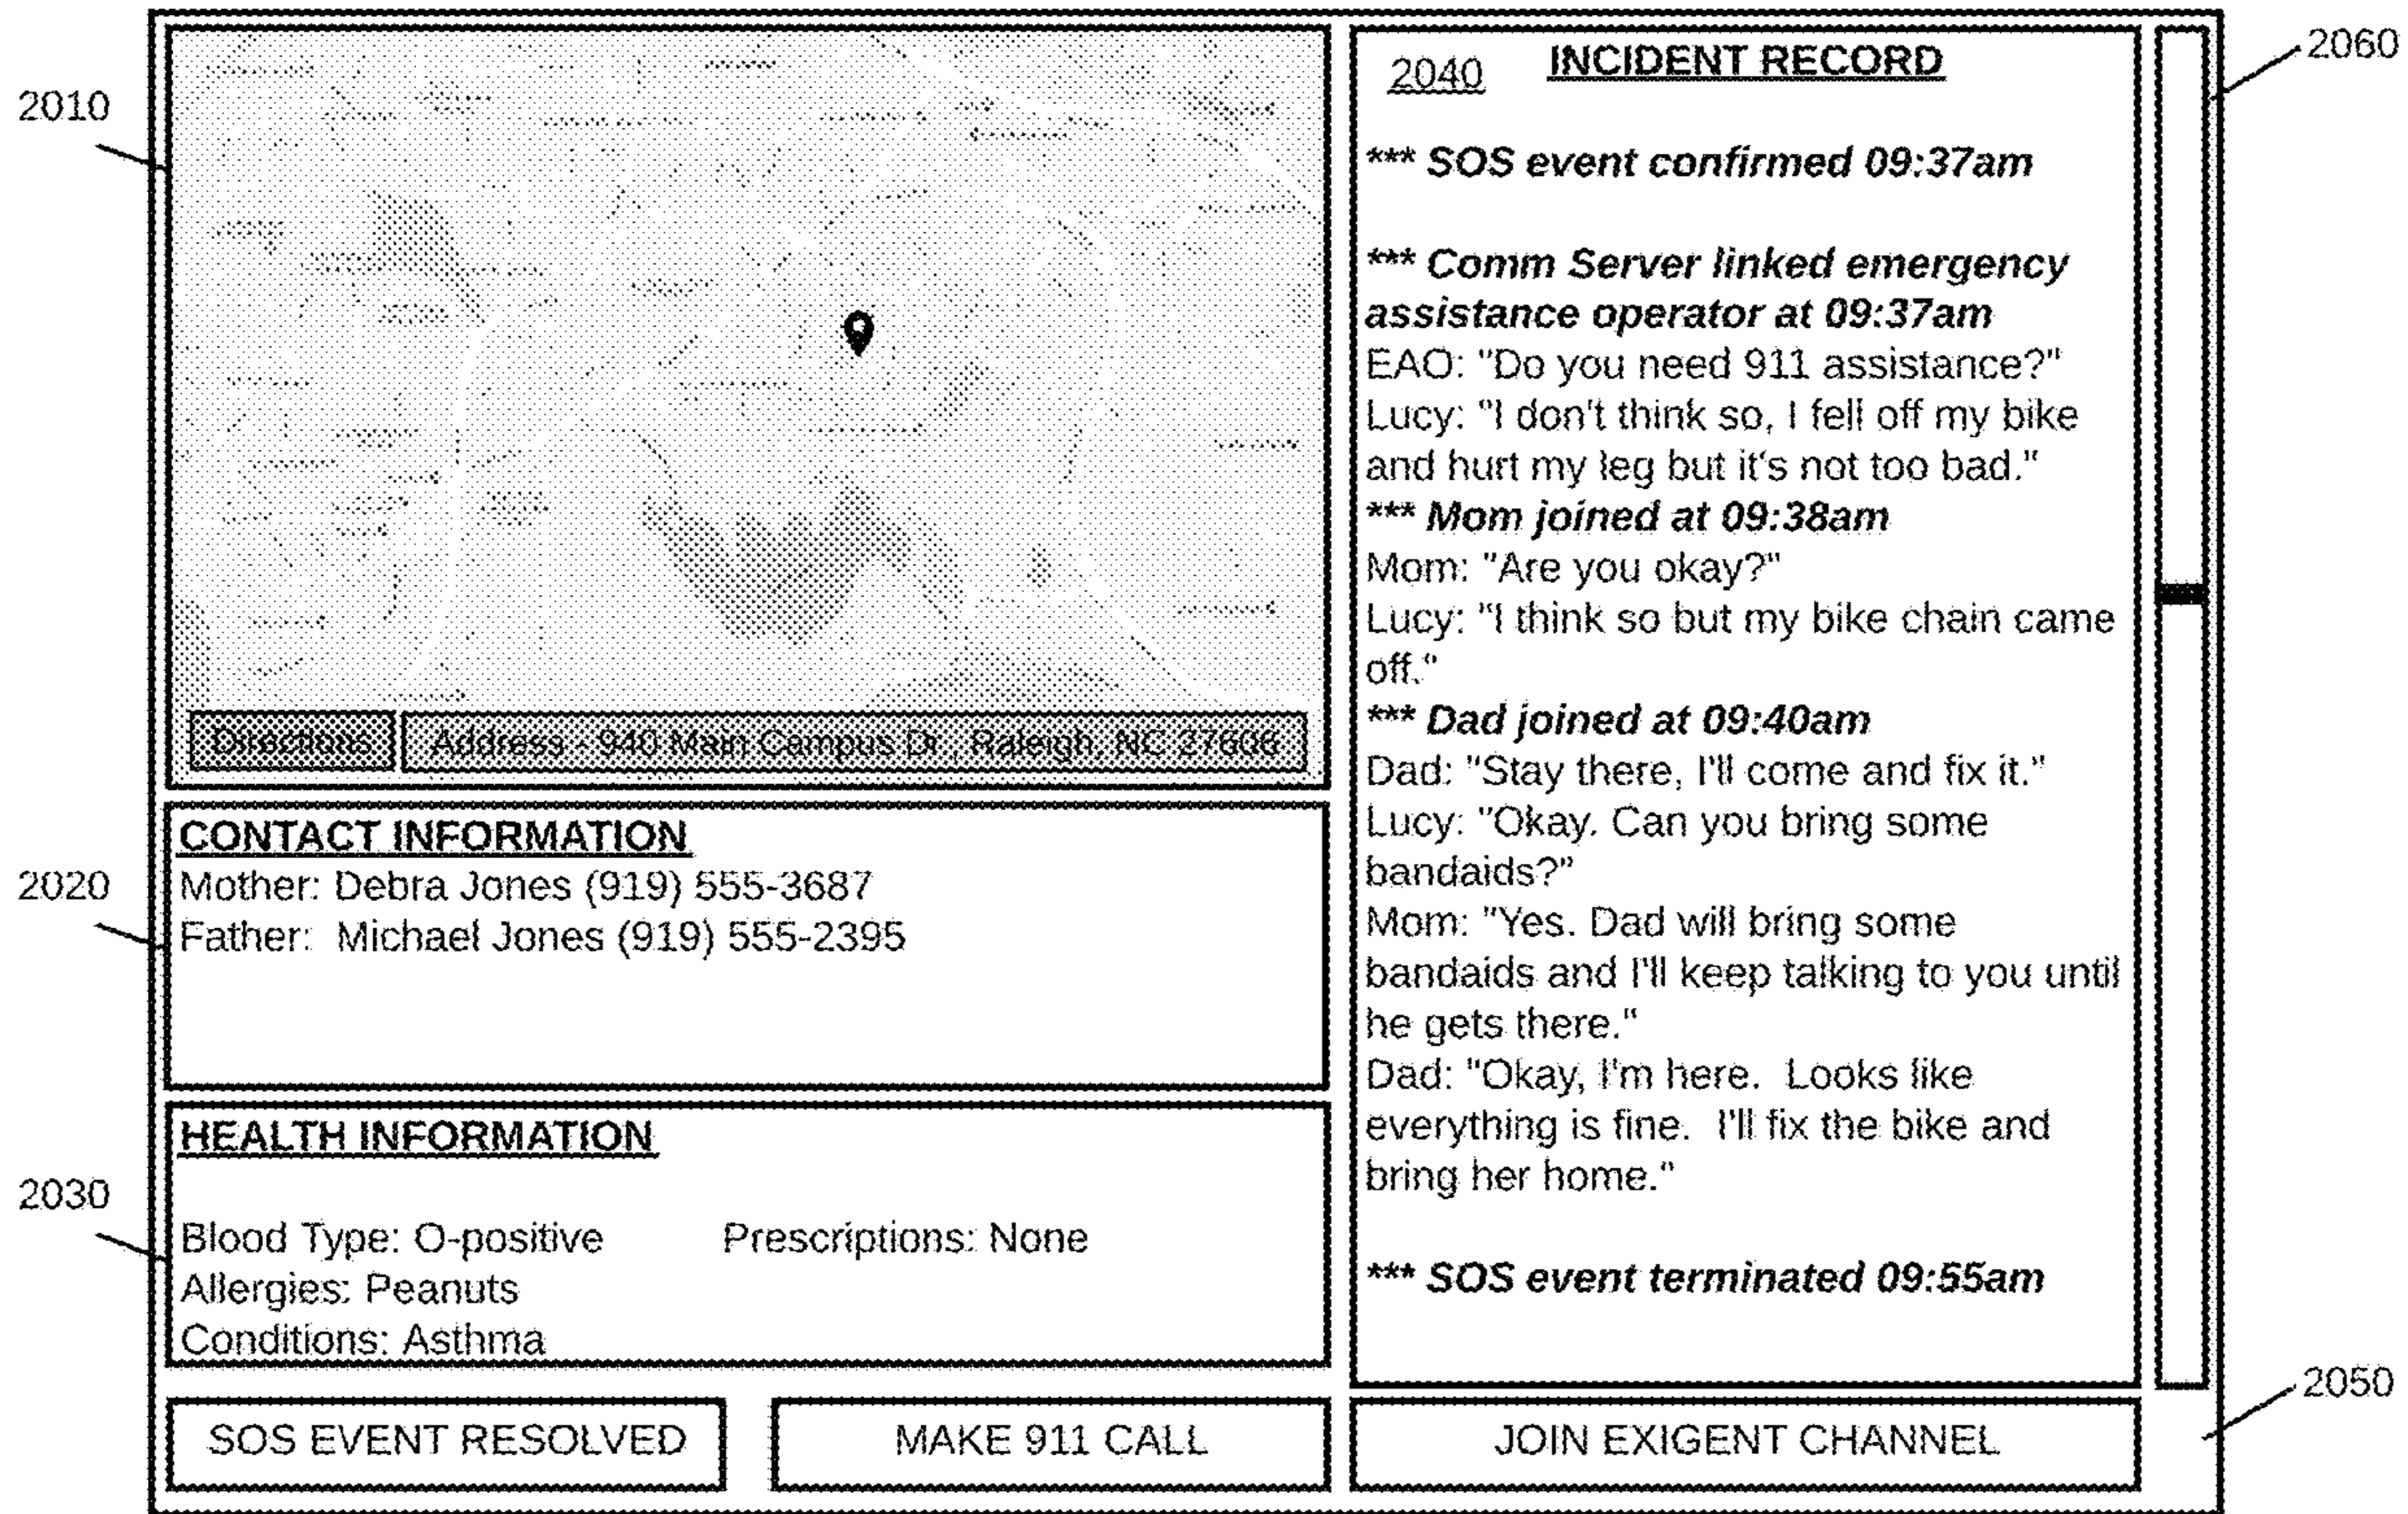 2010
Directions
Address - 940 Main Campus Dr., Raleigh, NC 27606
2020
CONTACT INFORMATION
Mother: Debra Jones (919) 555-3687
Father: Michael Jones (919) 555-2395
2030
HEALTH INFORMATION
Blood Type: O-positive Prescriptions: None
Allergies: Peanuts
Conditions: Asthma
SOS EVENT RESOLVED
MAKE 911 CALL
2040 INCIDENT RECORD
*** SOS event confirmed 09:37am
*** Comm Server linked emergency
assistance operator at 09:37am
EAO: "Do you need 911 assistance?"
Lucy: "I don't think so, I fell off my bike
and hurt my leg but it's not too bad."
*** Mom joined at 09:38am
Mom: "Are you okay?"
Lucy: "I think so but my bike chain came
off."
*** Dad joined at 09:40am
Dad: "Stay there, I'll come and fix it."
Lucy: "Okay. Can you bring some
bandaids?"
Mom: "Yes. Dad will bring some
bandaids and I'll keep talking to you until
he gets there."
Dad: "Okay, I'm here. Looks like
everything is fine. I'll fix the bike and
bring her home."
*** SOS event terminated 09:55am
JOIN EXIGENT CHANNEL
2060
2050